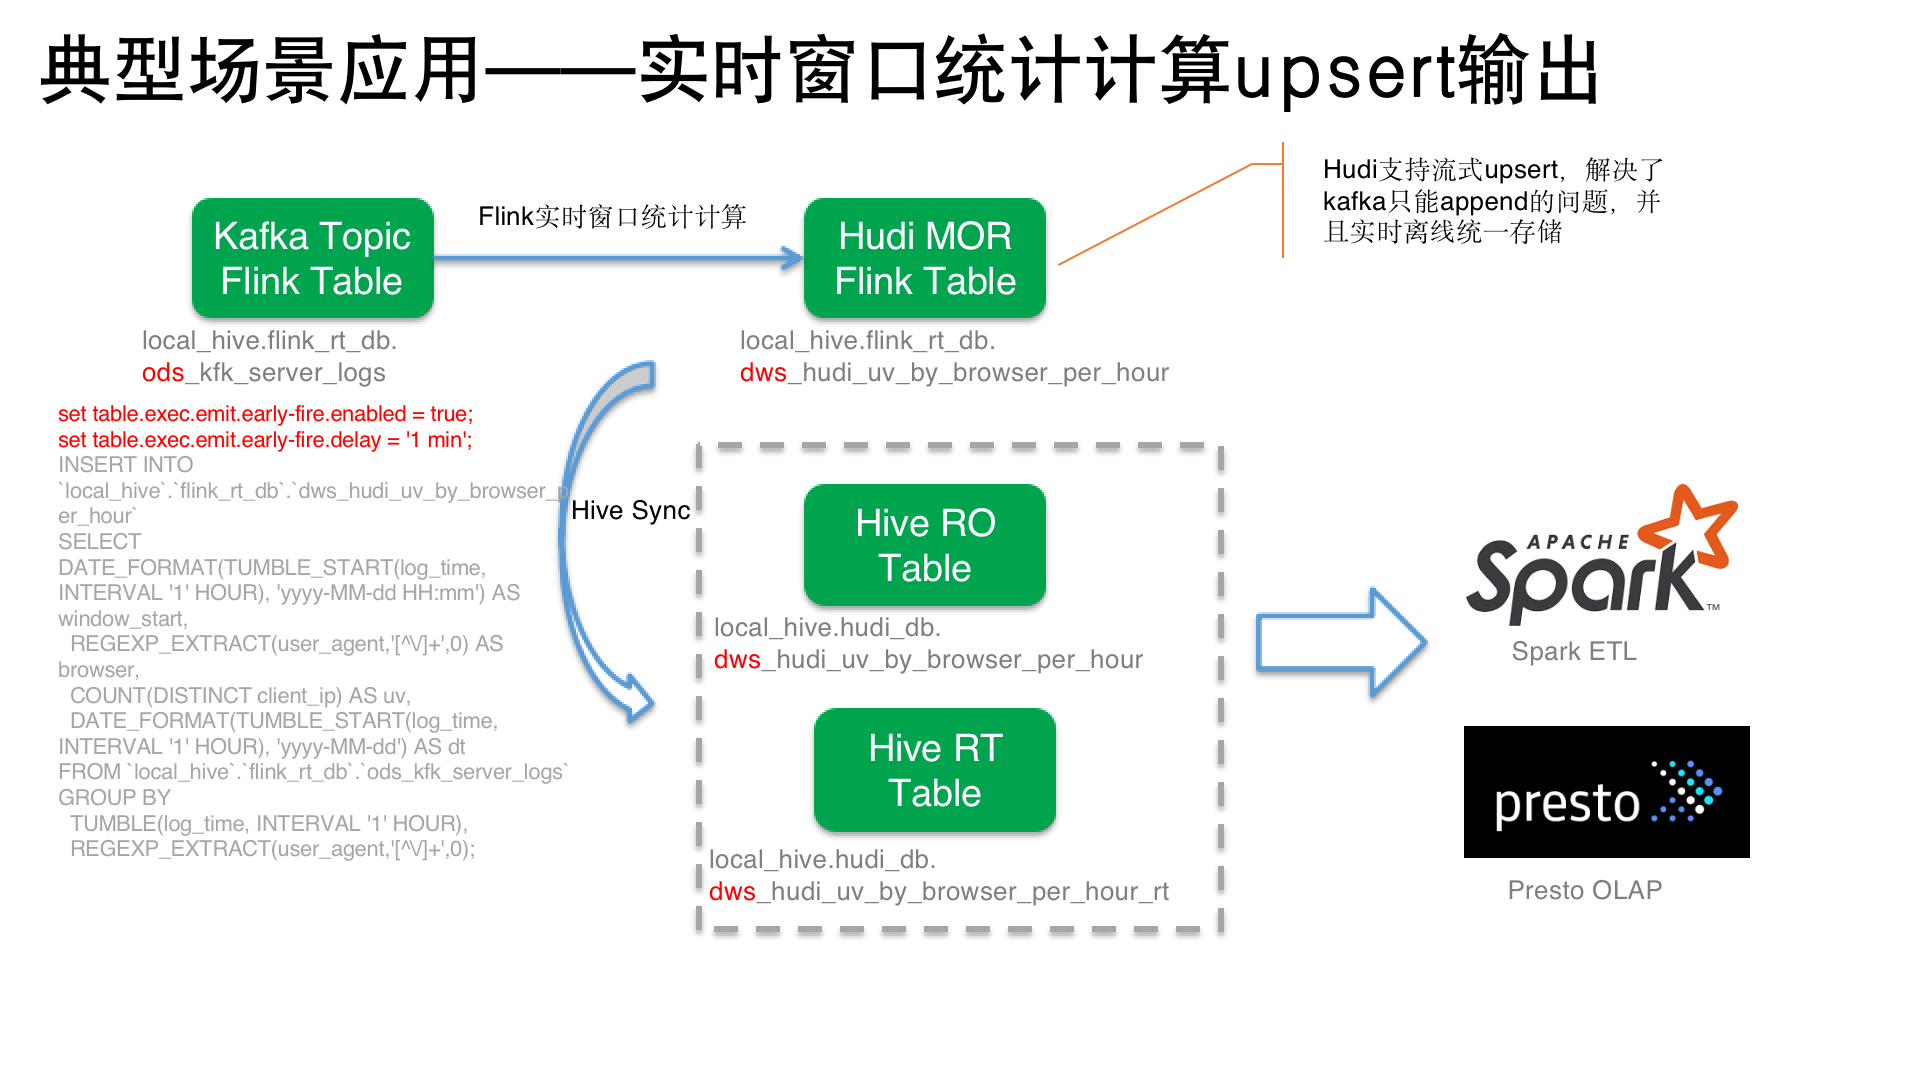 典型场景应用——实时窗口统计计算upsert输出
Hudi支持流式upsert，解决了
kafka只能append的问题，并
且实时离线统一存储
Kafka Topic
Flink Table
Flink实时窗口统计计算
Hudi MOR
Flink Table
local_hive.flink_rt_db.
ods_kfk_server_logs
local_hive.flink_rt_db.
dws_hudi_uv_by_browser_per_hour
set table.exec.emit.early-fire.enabled = true;
set table.exec.emit.early-fire.delay = '1 min';
INSERT INTO
`local_hive`.`flink_rt_db`.`dws_hudi_uv_by_browser_p
er_hour`
SELECT
DATE_FORMAT(TUMBLE_START(log_time,
INTERVAL '1' HOUR), 'yyyy-MM-dd HH:mm') AS
window_start,
REGEXP_EXTRACT(user_agent,'[^\/]+',0) AS
browser,
COUNT(DISTINCT client_ip) AS uv,
DATE_FORMAT(TUMBLE_START(log_time,
INTERVAL '1' HOUR), 'yyyy-MM-dd') AS dt
FROM `local_hive`.`flink_rt_db`.`ods_kfk_server_logs`
GROUP BY
TUMBLE(log_time, INTERVAL '1' HOUR),
REGEXP_EXTRACT(user_agent,'[^\/]+',0);
Hive Sync
Hive RO
Table
local_hive.hudi_db.
dws_hudi_uv_by_browser_per_hour
Hive RT
Table
local_hive.hudi_db.
dws_hudi_uv_by_browser_per_hour_rt
APACHE
Spark™
Spark ETL
presto
Presto OLAP